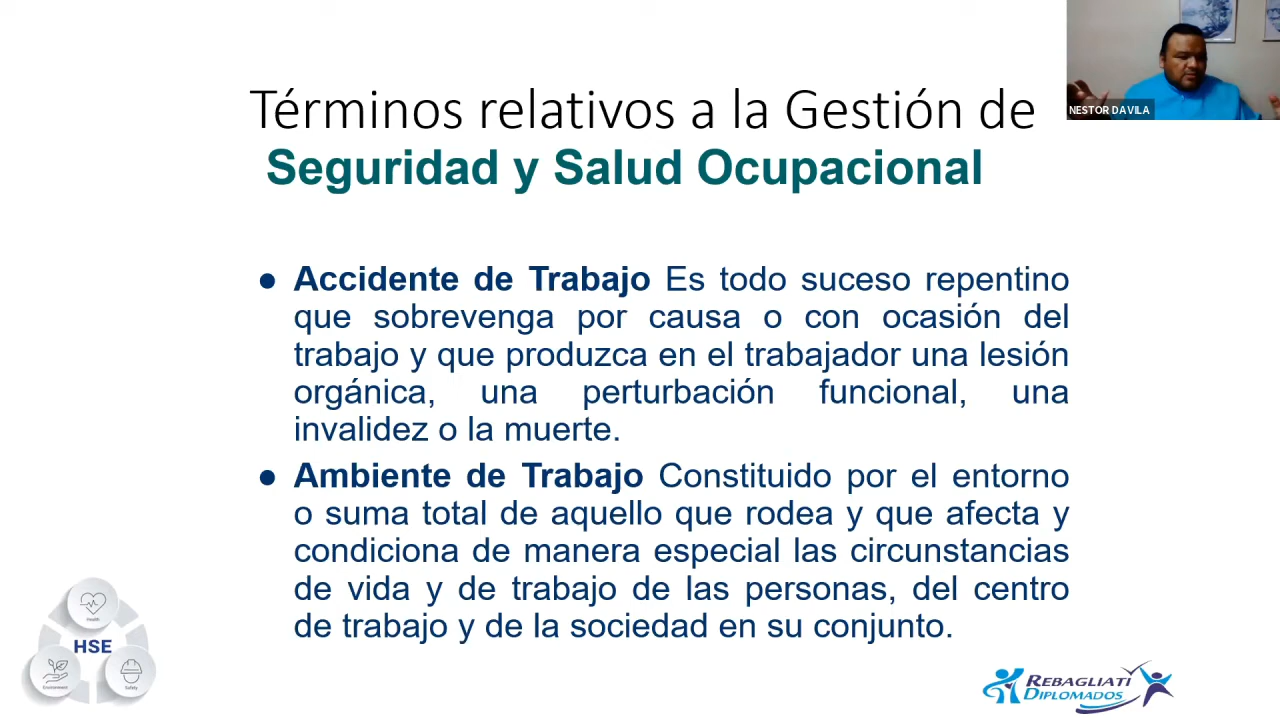 NESTOR DAVILA
Términos relativos a la Gestión de
Seguridad y Salud Ocupacional
● Accidente de Trabajo Es todo suceso repentino
que sobrevenga por causa o con ocasión del
trabajo y que produzca en el trabajador una lesión
orgánica, una perturbación funcional, una
invalidez o la muerte.
● Ambiente de Trabajo Constituido por el entorno
o suma total de aquello que rodea y que afecta y
condiciona de manera especial las circunstancias
de vida y de trabajo de las personas, del centro
de trabajo y de la sociedad en su conjunto.
Health
HSE
Environment
Safety
REBAGLIATI
DIPLOMADOS